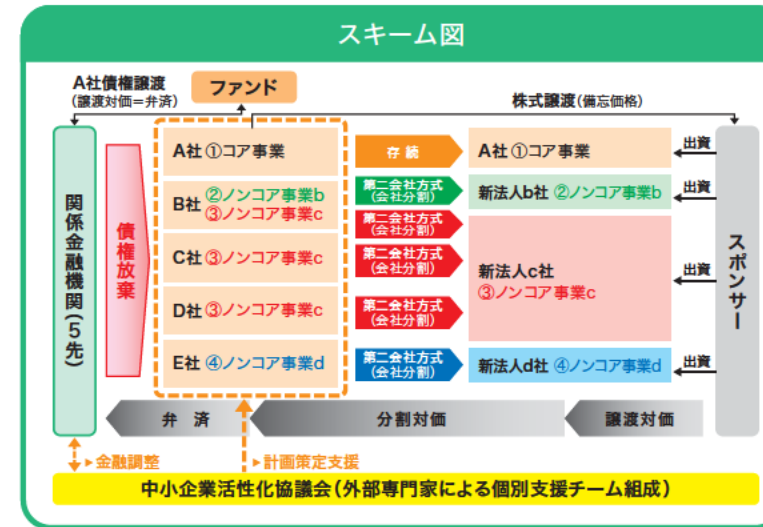 スキーム図
A社債権譲渡
(譲渡対価=弁済)
ファンド
株式譲渡(備忘価格)
関係金融機関(5先)
債権放棄
A社 ①コア事業
存続
A社 ①コア事業
出資
B社 ②ノンコア事業b
③ノンコア事業c
第二会社方式
(会社分割)
新法人b社 ②ノンコア事業b
出資
第二会社方式
(会社分割)
C社 ③ノンコア事業c
第二会社方式
(会社分割)
新法人c社
③ノンコア事業c
出資
D社 ③ノンコア事業c
第二会社方式
(会社分割)
E社 ④ノンコア事業d
第二会社方式
(会社分割)
新法人d社 ④ノンコア事業d
出資
スポンサー
弁済
分割対価
譲渡対価
▶金融調整
▶計画策定支援
中小企業活性化協議会(外部専門家による個別支援チーム組成)